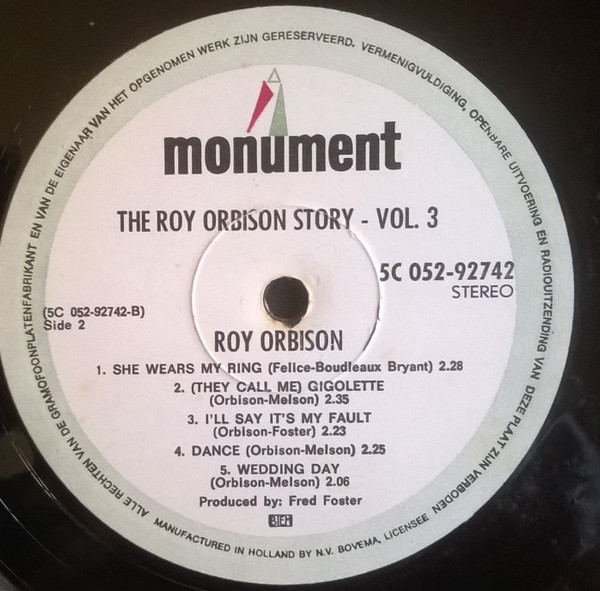 ALLE RECHTEN VAN DE GRAMOFOONPLATENFABRIKANT EN VAN DE EIGENAAR VAN HET OPGENOMEN WERK ZIJN GERESERVEERD. VERMENIGVULDIGING, OPENBARE UITVOERING EN RADIOUITZENDING VAN DEZE PLAAT ZIJN VERBODEN
monument
THE ROY ORBISON STORY - VOL. 3
5C 052-92742
STEREO
(5C 052-92742-B)
Side 2
ROY ORBISON
1. SHE WEARS MY RING (Felice-Boudleaux Bryant) 2.28
2. (THEY CALL ME) GIGOLETTE
(Orbison-Melson) 2.35
3. I'LL SAY IT'S MY FAULT
(Orbison-Foster) 2.23
4. DANCE (Orbison-Melson) 2.25
5. WEDDING DAY
(Orbison-Melson) 2.06
Produced by: Fred Foster
BIEM
MANUFACTURED IN HOLLAND BY N.V. BOVEMA, LICENSEE